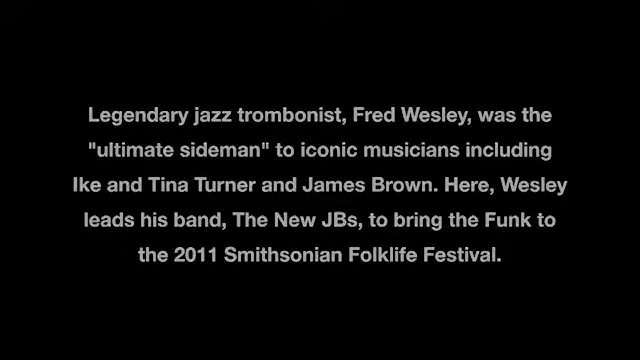 Legendary jazz trombonist, Fred Wesley, was the
"ultimate sideman" to iconic musicians including
Ike and Tina Turner and James Brown. Here, Wesley
leads his band, The New JBs, to bring the Funk to
the 2011 Smithsonian Folklife Festival.